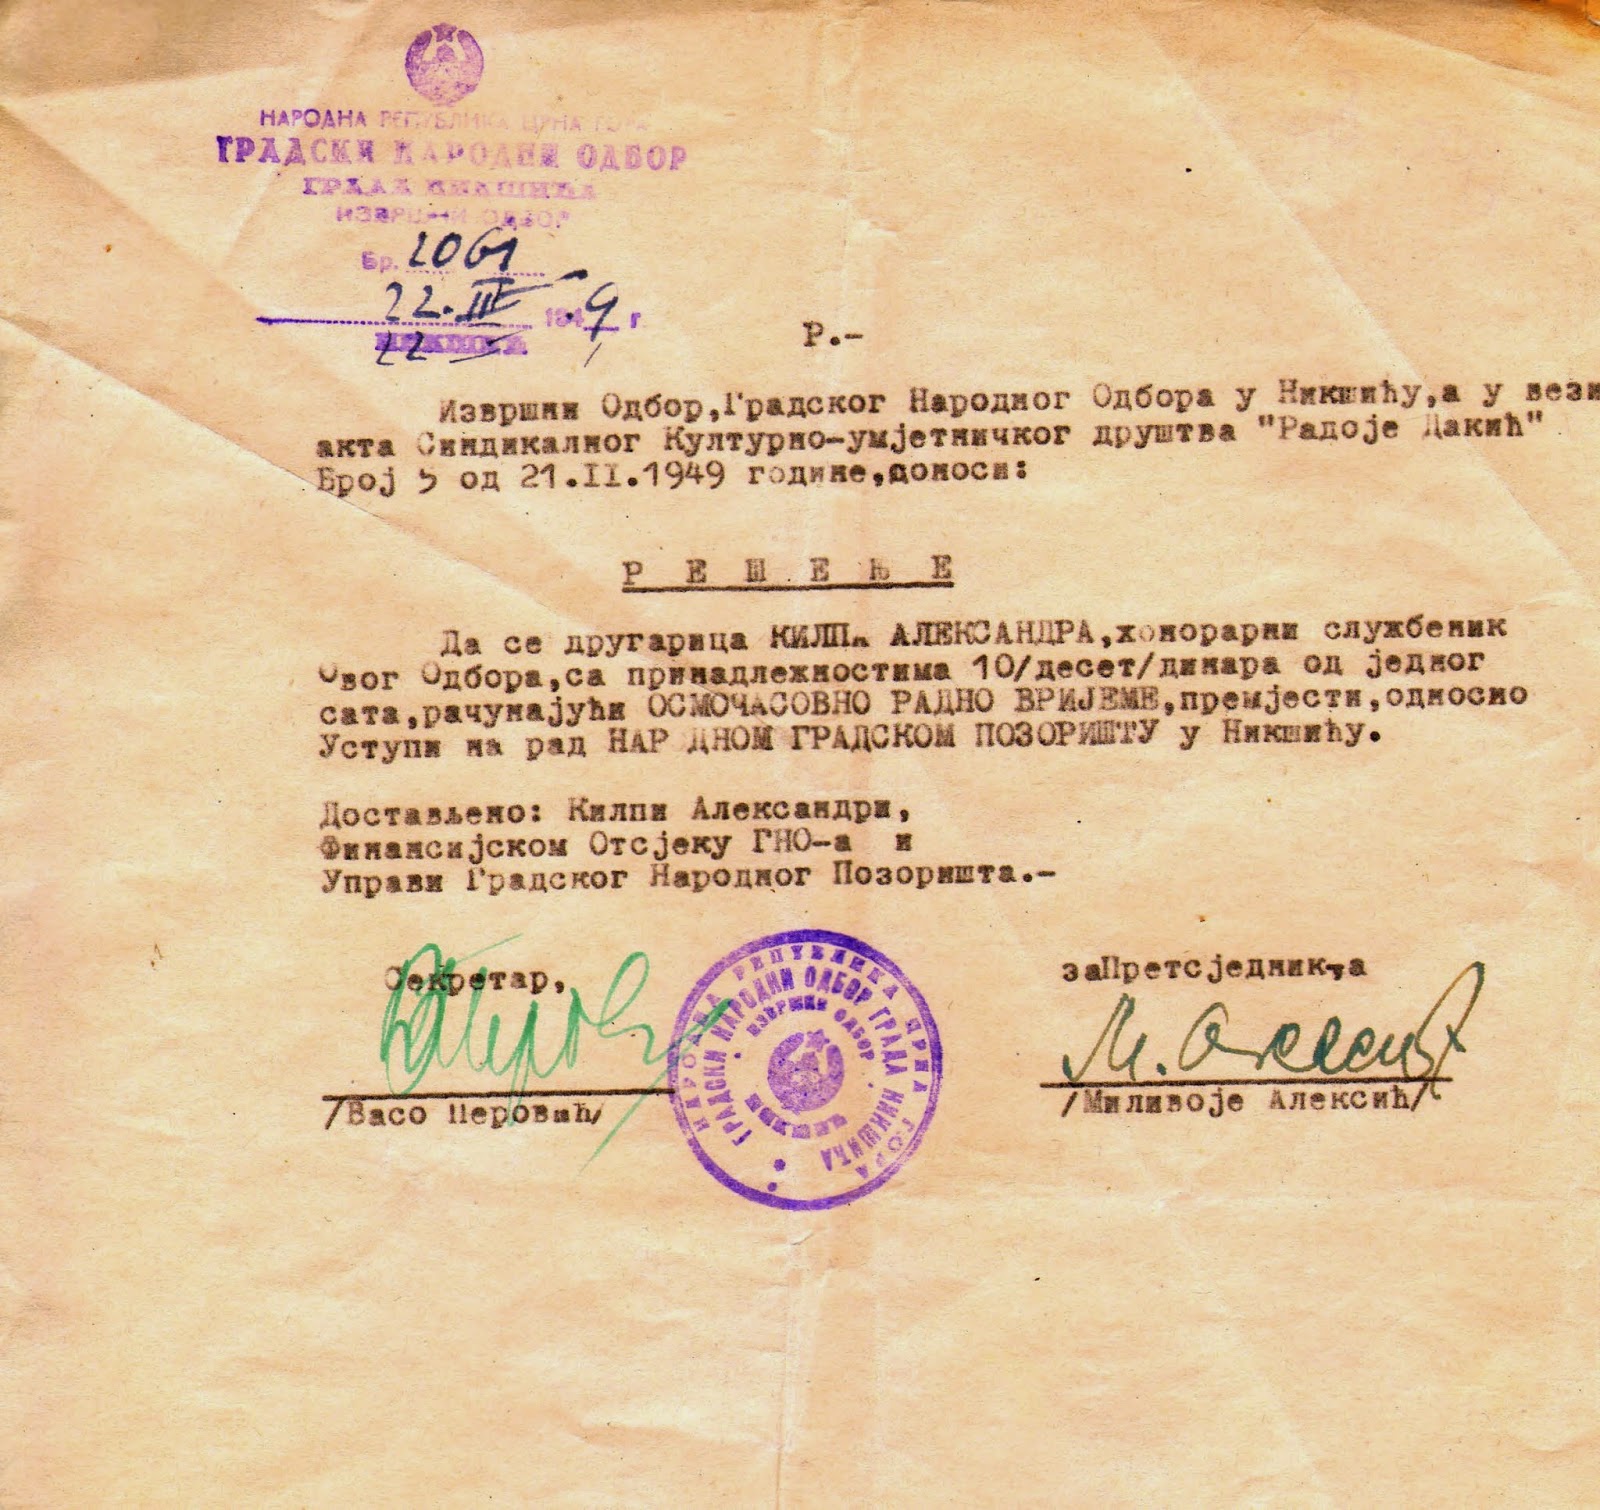 НАРОДНА РЕПУБЛИКА ЦРНА ГОРА
ГРАДСКИ НАРОДНИ ОДБОР
ГРАДА НИКШИЋА
ИЗВРШНИ ОДБОР
Бр. 2061
22. III 1949 г
НИКШИЋ
Р.-
Извршни Одбор,Градског Народног Одбора у Никшићу,а у вези
акта Синдикалног Културно-умјетничког друштва "Радоје Дакић"
Број 5 од 21.II.1949 године,доноси:
Р Е Ш Е Њ Е
Да се другарица КИЛПА АЛЕКСАНДРА,хонорарни службеник
Овог Одбора,са принадлежностима 10/десет/динара од једног
сата,рачунајући ОСМОЧАСОВНО РАДНО ВРИЈЕМЕ,премјести,односно
Уступи на рад НАР ДНОМ ГРАДСКОМ ПОЗОРИШТУ у Никшићу.
Достављено: Килпи Александри,
Финансијском Отсјеку ГНО-а и
Управи Градског Народног Позоришта.-
Секретар,
/Васо Перовић/
заПретсједника
М. Алексић
/Миливоје Алексић/
НАРОДНА РЕПУБЛИКА ЦРНА ГОРА
ГРАДСКИ НАРОДНИ ОДБОР ГРАДА НИКШИЋА
ИЗВРШНИ ОДБОР